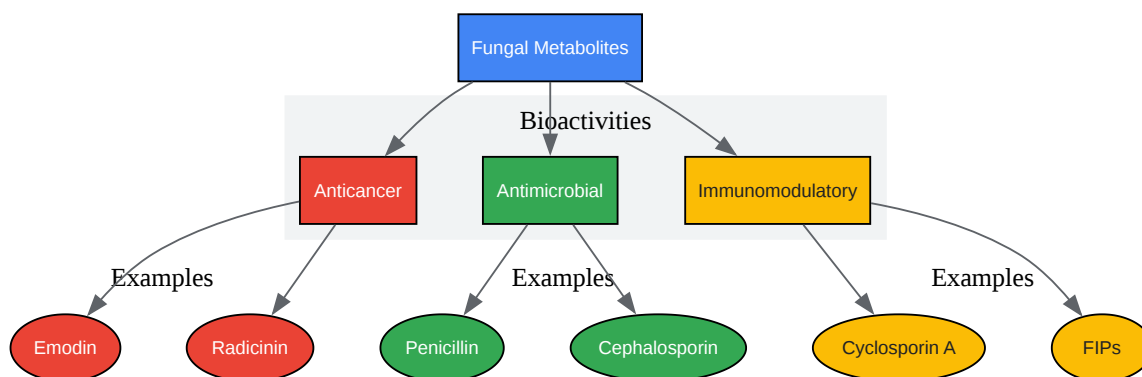 Fungal Metabolites
Bioactivities
Anticancer
Antimicrobial
Immunomodulatory
Examples
Examples
Examples
Emodin
Radicinin
Penicillin
Cephalosporin
Cyclosporin A
FIPs